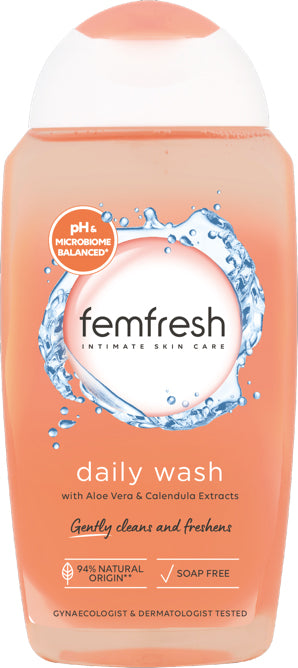 pH &
MICROBIOME
BALANCED*
femfresh
INTIMATE SKIN CARE
daily wash
with Aloe Vera & Calendula Extracts
Gently cleans and freshens
94% NATURAL
ORIGIN**
SOAP FREE
GYNAECOLOGIST & DERMATOLOGIST TESTED